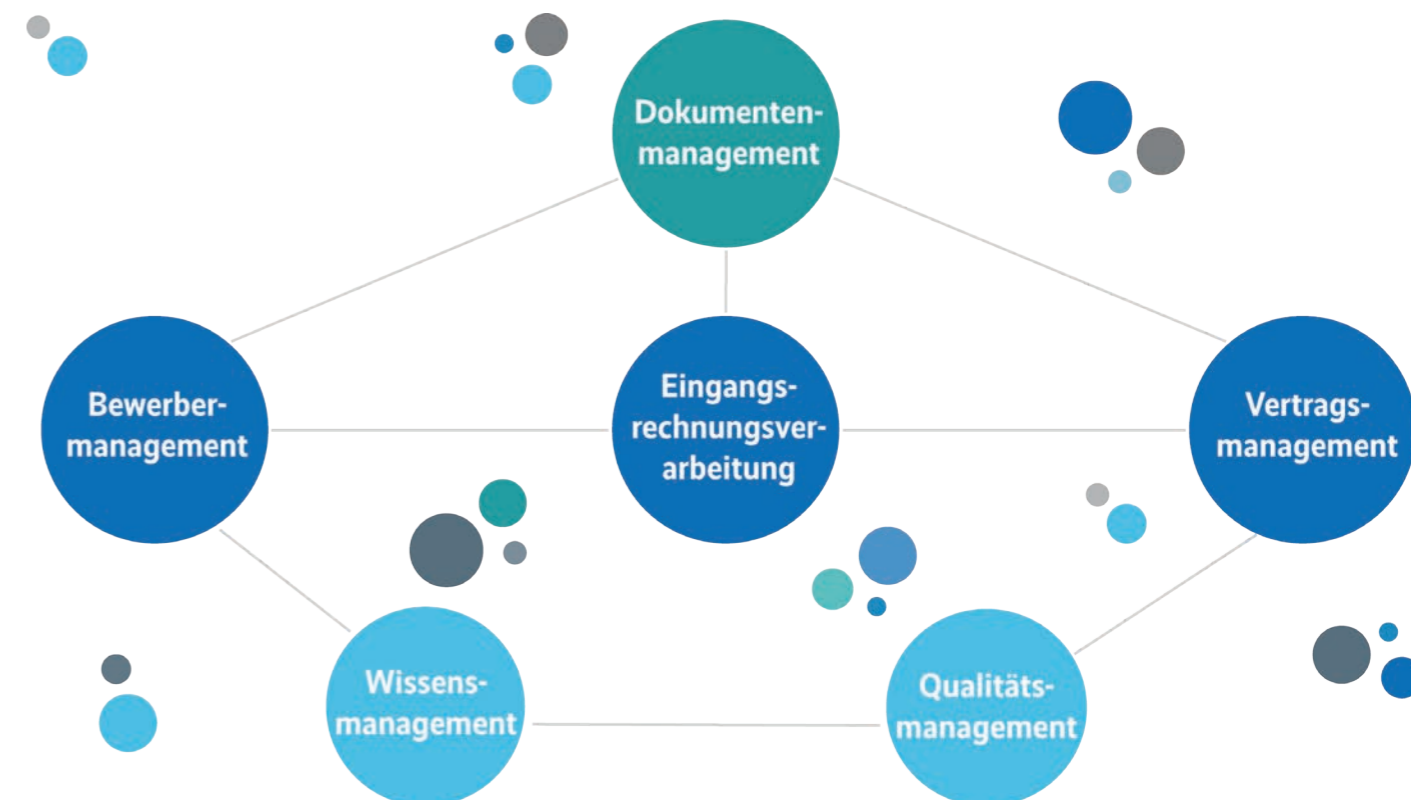 Dokumenten-
management
Bewerber-
management
Eingangs-
rechnungsver-
arbeitung
Vertrags-
management
Wissens-
management
Qualitäts-
management